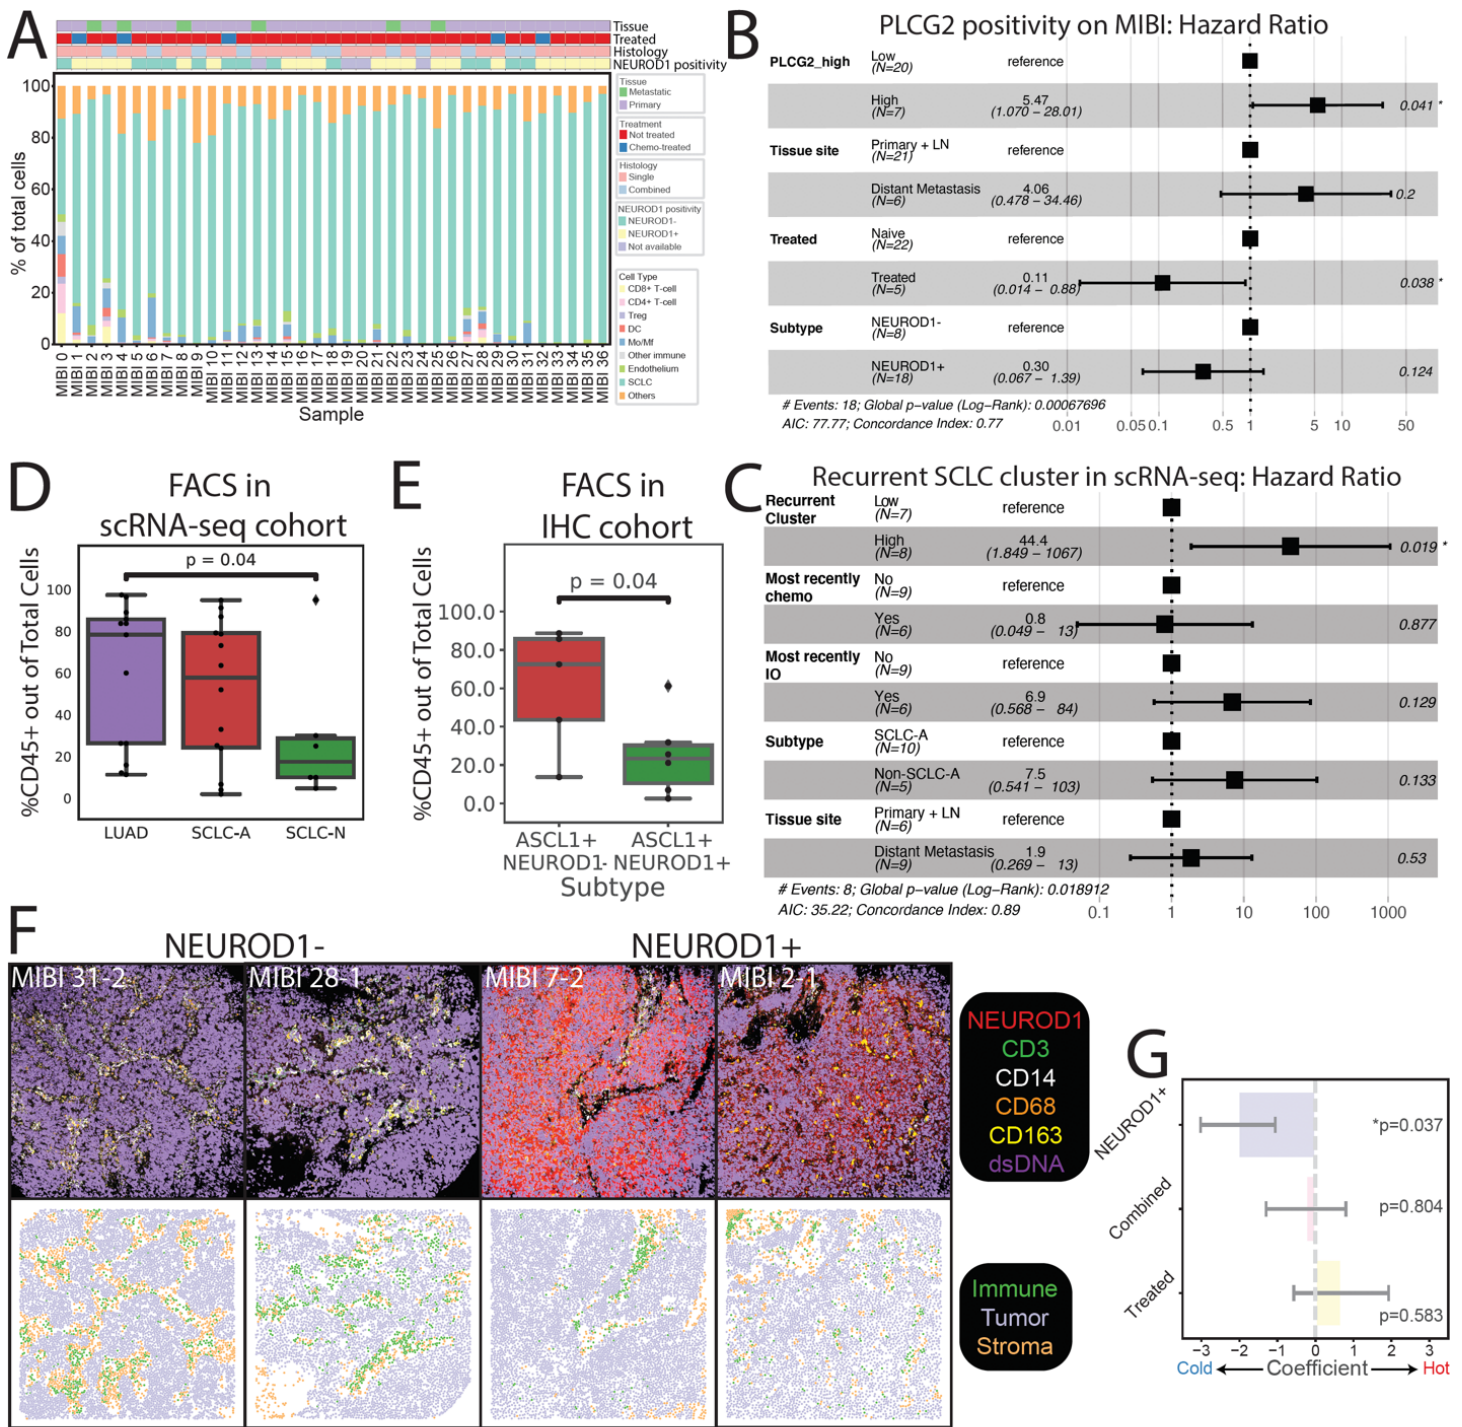 A
Tissue
Treated
Histology
NEUROD1 positivity
% of total cells
100
80
60
40
20
0
MIBI 0
MIBI 1
MIBI 2
MIBI 3
MIBI 4
MIBI 5
MIBI 6
MIBI 7
MIBI 8
MIBI 9
MIBI 10
MIBI 11
MIBI 12
MIBI 13
MIBI 14
MIBI 15
MIBI 16
MIBI 17
MIBI 18
MIBI 19
MIBI 20
MIBI 21
MIBI 22
MIBI 23
MIBI 24
MIBI 25
MIBI 26
MIBI 27
MIBI 28
MIBI 29
MIBI 30
MIBI 31
MIBI 32
MIBI 33
MIBI 34
MIBI 35
MIBI 36
Sample
Tissue
Metastatic
Primary
Treatment
Not treated
Chemo-treated
Histology
Single
Combined
NEUROD1 positivity
NEUROD1-
NEUROD1+
Not available
Cell Type
CD8+ T-cell
CD4+ T-cell
Treg
DC
Mo/Mf
Other immune
Endothelium
SCLC
Others
B
PLCG2 positivity on MIBI: Hazard Ratio
PLCG2_high Low (N=20) reference
High (N=7) 5.47 (1.070 – 28.01) 0.041 *
Tissue site Primary + LN (N=21) reference
Distant Metastasis (N=6) 4.06 (0.478 – 34.46) 0.2
Treated Naive (N=22) reference
Treated (N=5) 0.11 (0.014 – 0.88) 0.038 *
Subtype NEUROD1- (N=8) reference
NEUROD1+ (N=18) 0.30 (0.067 – 1.39) 0.124
# Events: 18; Global p-value (Log-Rank): 0.00067696
AIC: 77.77; Concordance Index: 0.77
0.01 0.05 0.1 0.5 1 5 10 50
C
Recurrent SCLC cluster in scRNA-seq: Hazard Ratio
Recurrent Cluster Low (N=7) reference
High (N=8) 44.4 (1.849 – 1067) 0.019 *
Most recently chemo No (N=9) reference
Yes (N=6) 0.8 (0.049 – 13) 0.877
Most recently IO No (N=9) reference
Yes (N=6) 6.9 (0.568 – 84) 0.129
Subtype SCLC-A (N=10) reference
Non-SCLC-A (N=5) 7.5 (0.541 – 103) 0.133
Tissue site Primary + LN (N=6) reference
Distant Metastasis (N=9) 1.9 (0.269 – 13) 0.53
# Events: 8; Global p-value (Log-Rank): 0.018912
AIC: 35.22; Concordance Index: 0.89
0.1 1 10 100 1000
D
FACS in
scRNA-seq cohort
p = 0.04
%CD45+ out of Total Cells
100
80
60
40
20
0
LUAD SCLC-A SCLC-N
E
FACS in
IHC cohort
p = 0.04
%CD45+ out of Total Cells
100.0
80.0
60.0
40.0
20.0
0.0
ASCL1+ ASCL1+
NEUROD1- NEUROD1+
Subtype
F
NEUROD1- NEUROD1+
MIBI 31-2 MIBI 28-1 MIBI 7-2 MIBI 2-1
NEUROD1
CD3
CD14
CD68
CD163
dsDNA
Immune
Tumor
Stroma
G
NEUROD1+
*p=0.037
Combined
p=0.804
Treated
p=0.583
−3 −2 −1 0 1 2 3
Cold Coefficient Hot